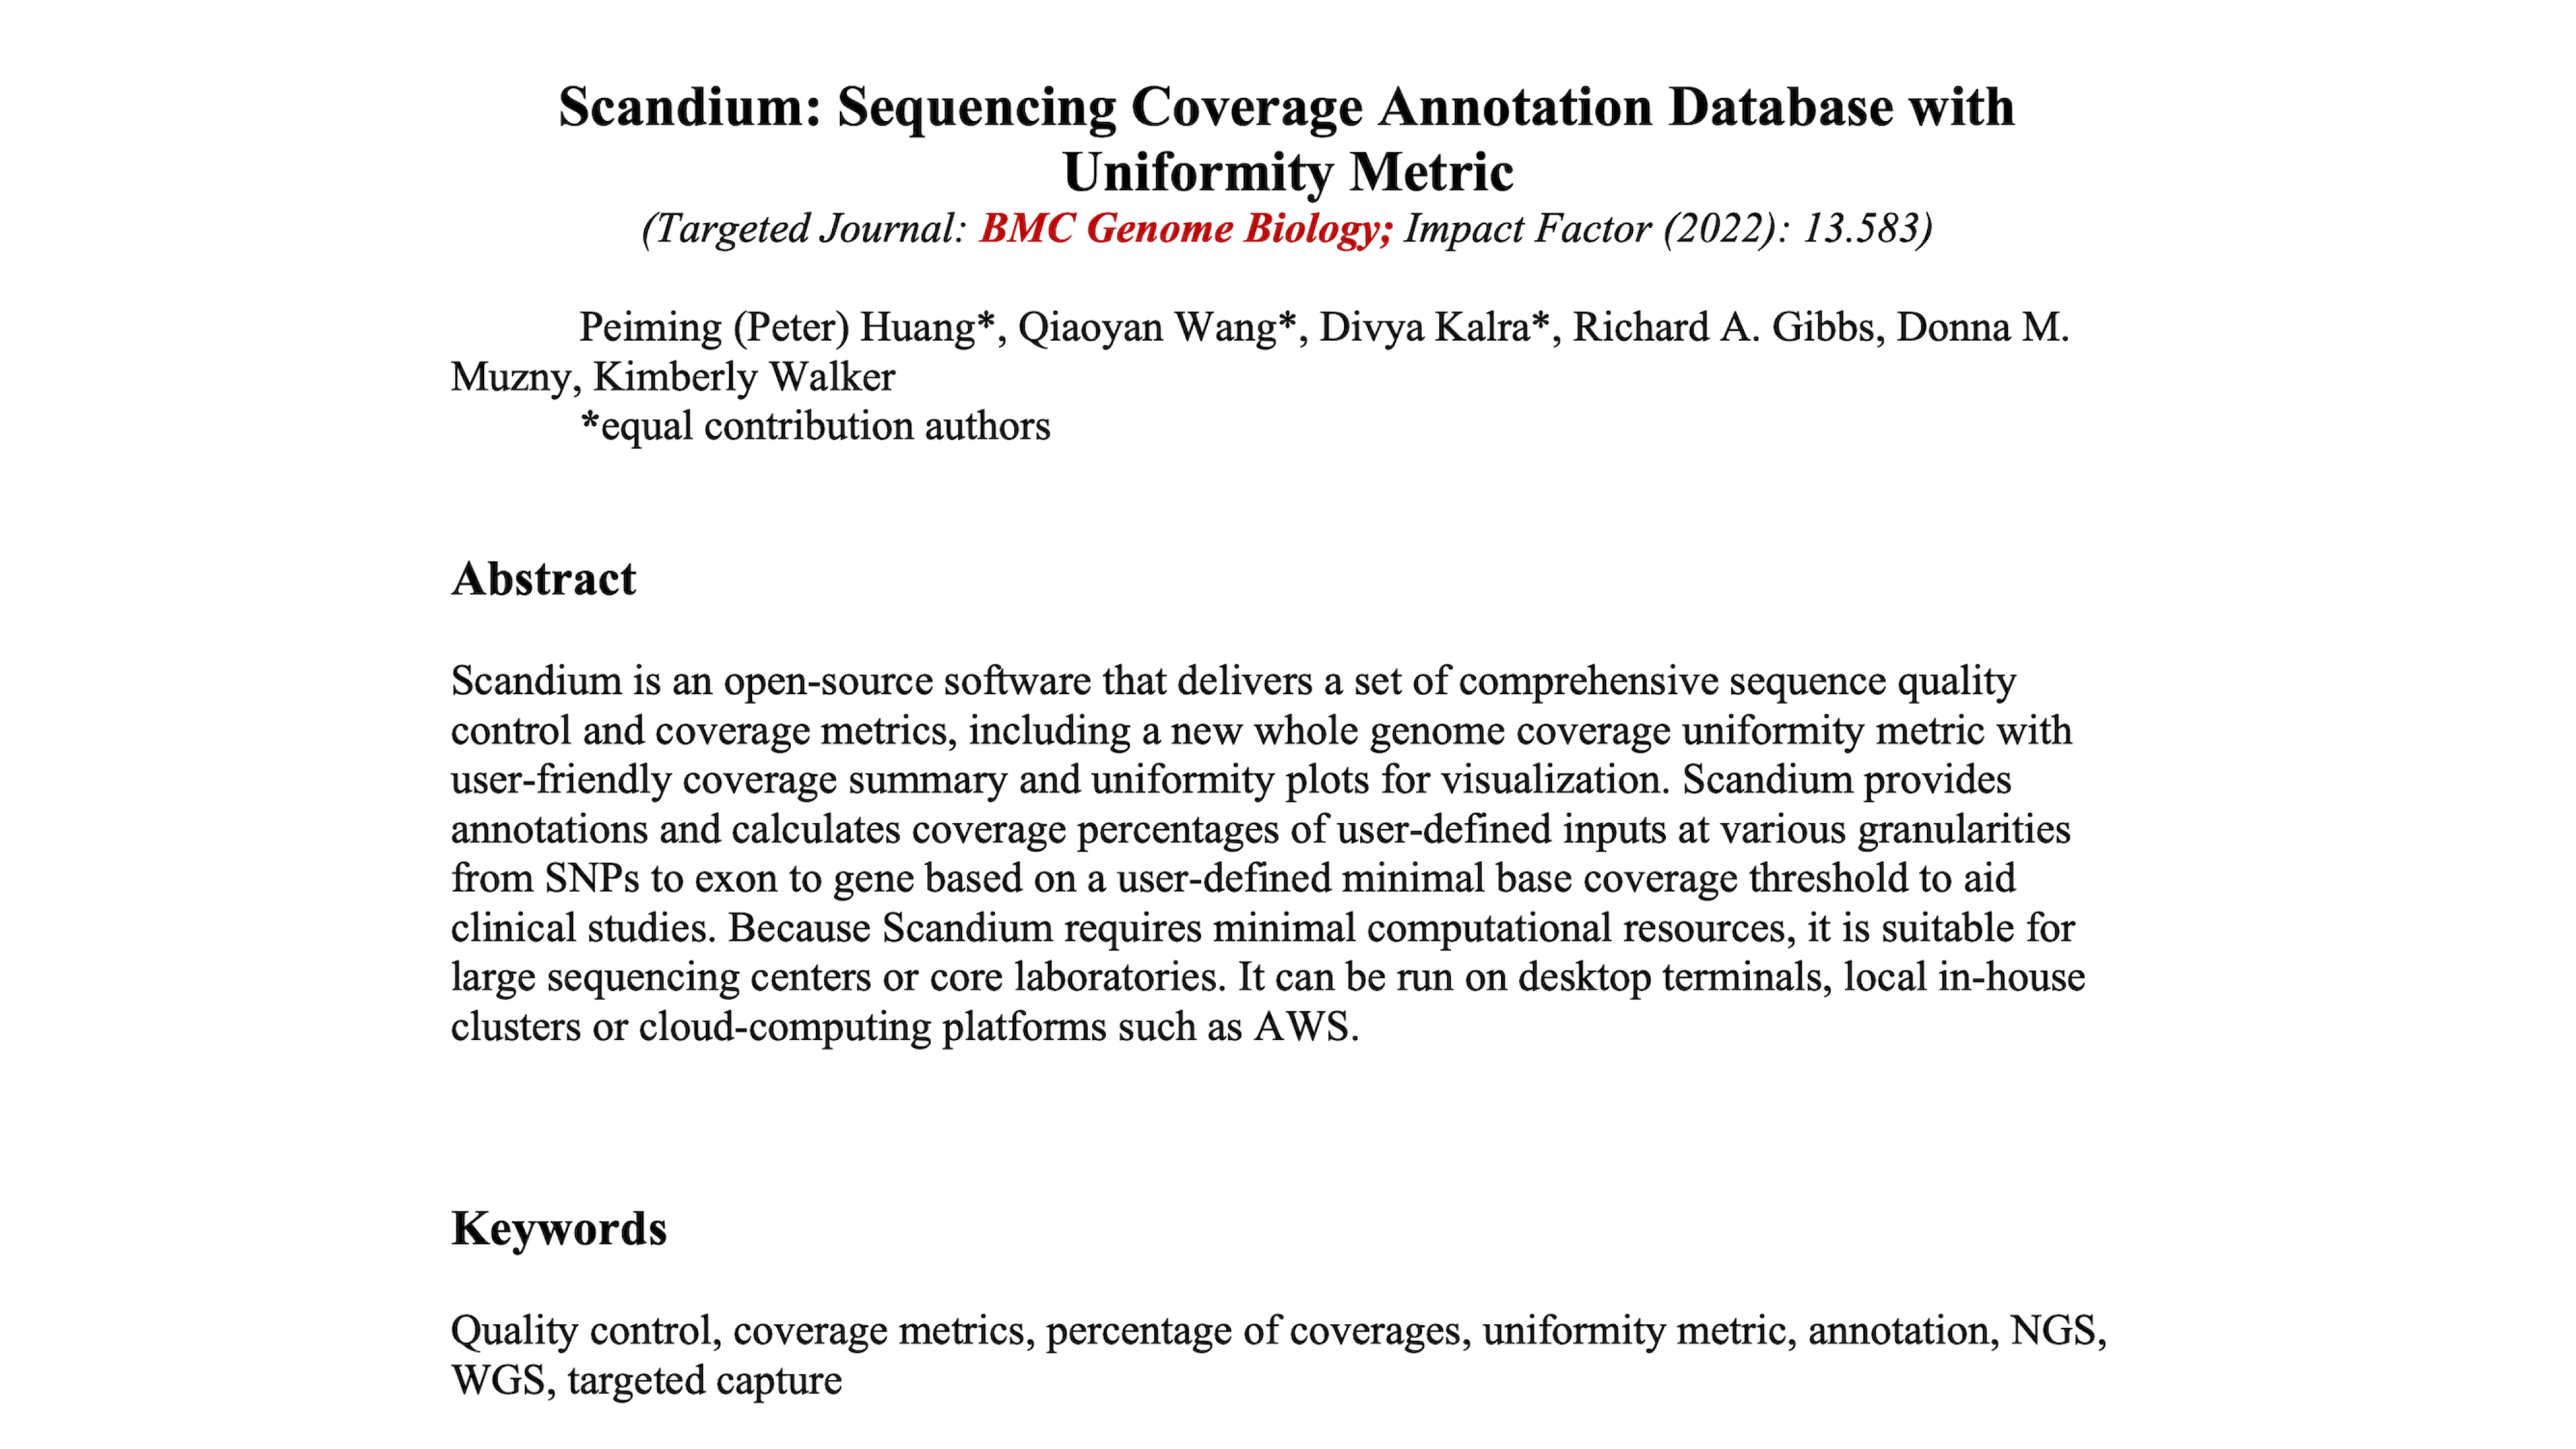 Scandium: Sequencing Coverage Annotation Database with
Uniformity Metric
(Targeted Journal: BMC Genome Biology; Impact Factor (2022): 13.583)
Peiming (Peter) Huang*, Qiaoyan Wang*, Divya Kalra*, Richard A. Gibbs, Donna M.
Muzny, Kimberly Walker
*equal contribution authors
Abstract
Scandium is an open-source software that delivers a set of comprehensive sequence quality
control and coverage metrics, including a new whole genome coverage uniformity metric with
user-friendly coverage summary and uniformity plots for visualization. Scandium provides
annotations and calculates coverage percentages of user-defined inputs at various granularities
from SNPs to exon to gene based on a user-defined minimal base coverage threshold to aid
clinical studies. Because Scandium requires minimal computational resources, it is suitable for
large sequencing centers or core laboratories. It can be run on desktop terminals, local in-house
clusters or cloud-computing platforms such as AWS.
Keywords
Quality control, coverage metrics, percentage of coverages, uniformity metric, annotation, NGS,
WGS, targeted capture